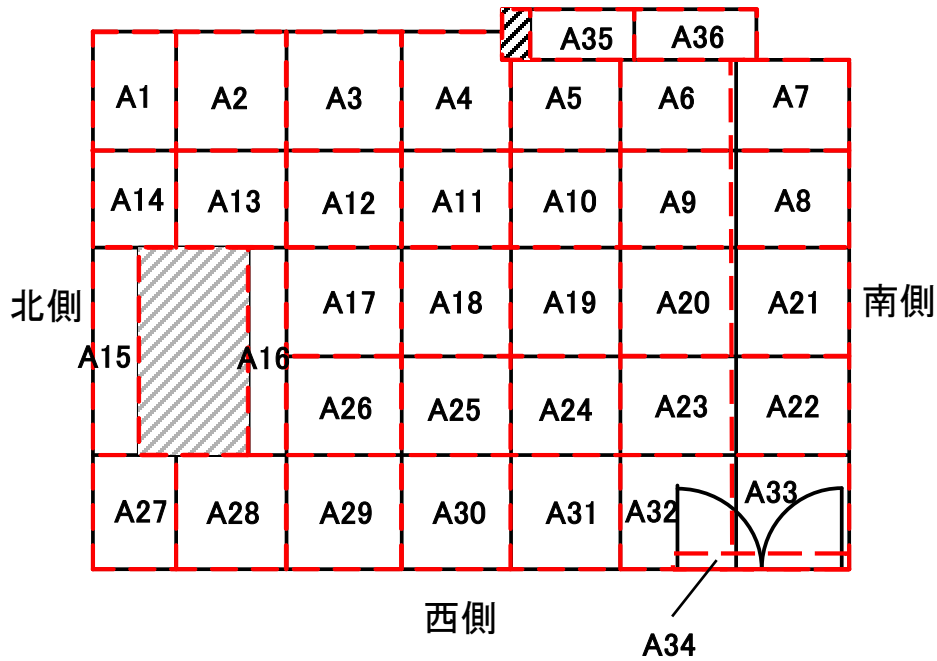 A35 A36
A1 A2 A3 A4 A5 A6 A7
A14 A13 A12 A11 A10 A9 A8
北側 A17 A18 A19 A20 A21 南側
A15 A16
A26 A25 A24 A23 A22
A27 A28 A29 A30 A31 A32 A33
西側
A34